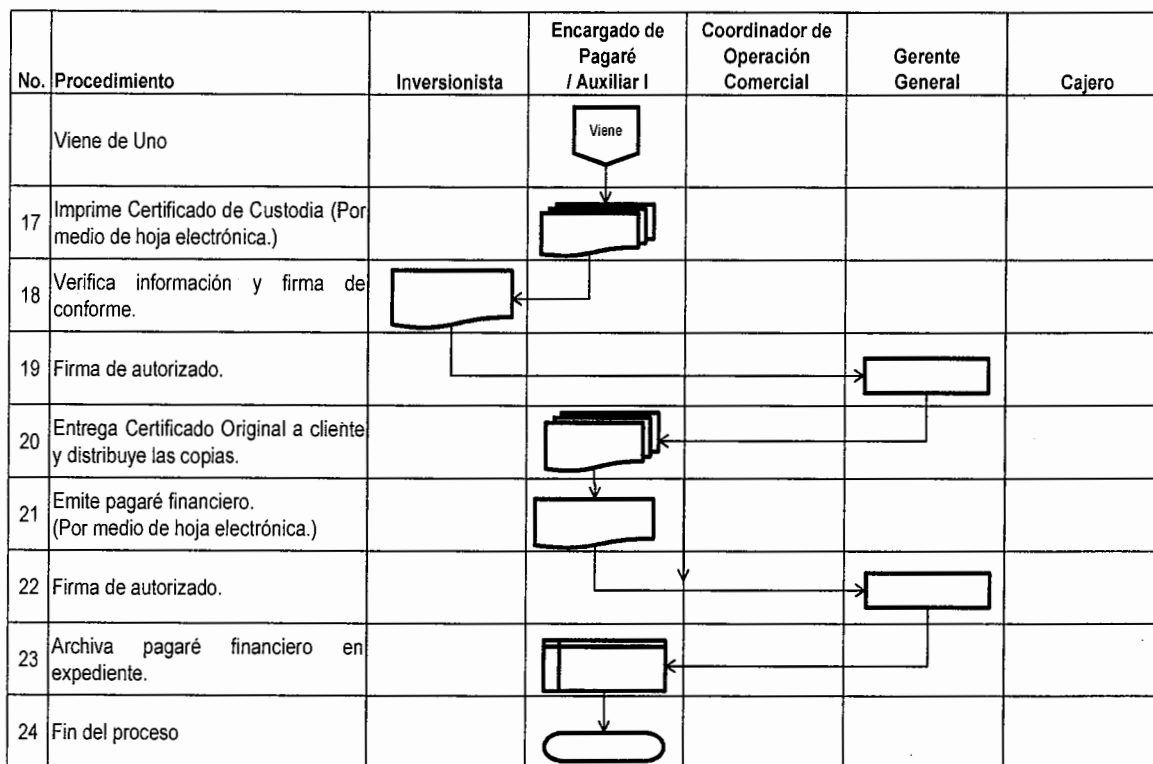 No. Procedimiento
Inversionista
Encargado de
Pagaré
/ Auxiliar I
Coordinador de
Operación
Comercial
Gerente
General
Cajero
Viene de Uno
Viene
17
Imprime Certificado de Custodia (Por
medio de hoja electrónica.)
18
Verifica información y firma de
conforme.
19
Firma de autorizado.
20
Entrega Certificado Original a cliente
y distribuye las copias.
21
Emite pagaré financiero.
(Por medio de hoja electrónica.)
22
Firma de autorizado.
23
Archiva pagaré financiero en
expediente.
24
Fin del proceso